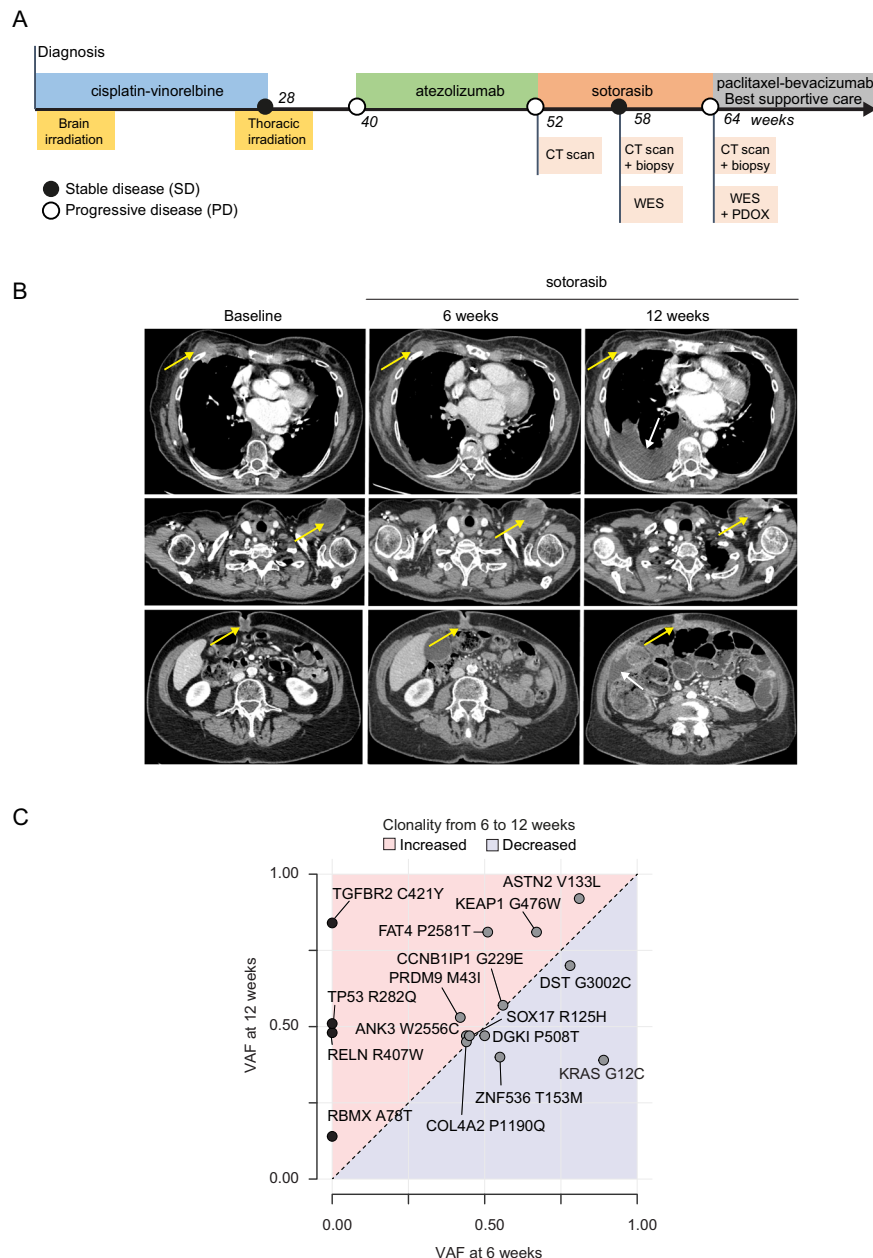 A
Diagnosis
cisplatin-vinorelbine
28
atezolizumab
sotorasib
paclitaxel-bevacizumab
Best supportive care
40
52
58
64 weeks
Brain
irradiation
Thoracic
irradiation
CT scan
CT scan
+ biopsy
CT scan
+ biopsy
WES
WES
+ PDOX
Stable disease (SD)
Progressive disease (PD)
B
sotorasib
Baseline
6 weeks
12 weeks
C
Clonality from 6 to 12 weeks
Increased
Decreased
1.00
0.50
0.00
VAF at 12 weeks
TGFBR2 C421Y
ASTN2 V133L
KEAP1 G476W
FAT4 P2581T
CCNB1IP1 G229E
PRDM9 M43I
DST G3002C
TP53 R282Q
ANK3 W2556C
SOX17 R125H
RELN R407W
DGKI P508T
KRAS G12C
ZNF536 T153M
RBMX A78T
COL4A2 P1190Q
0.00
0.50
1.00
VAF at 6 weeks